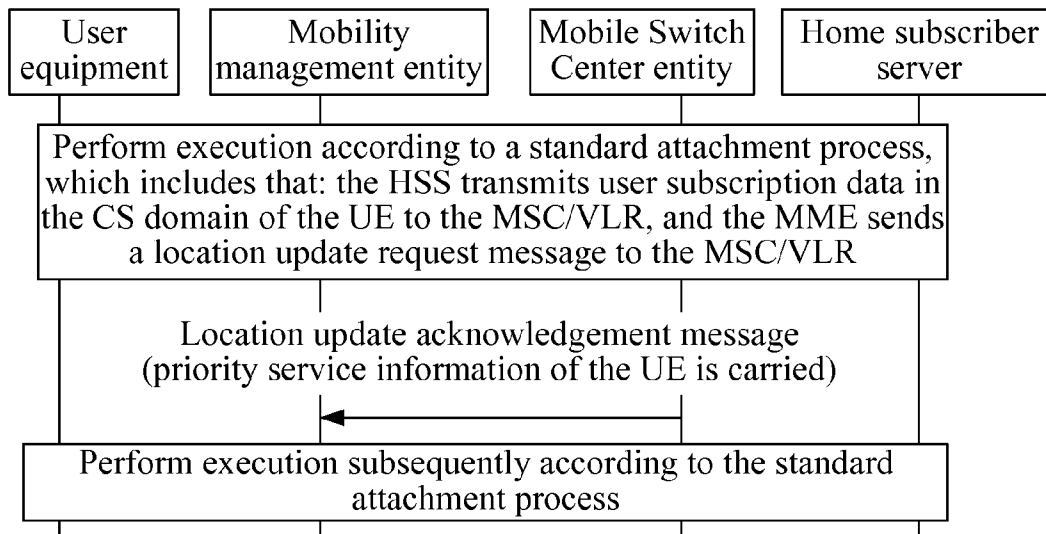 User
equipment
Mobility
management entity
Mobile Switch
Center entity
Home subscriber
server
Perform execution according to a standard attachment process,
which includes that: the HSS transmits user subscription data in
the CS domain of the UE to the MSC/VLR, and the MME sends
a location update request message to the MSC/VLR
Location update acknowledgement message
(priority service information of the UE is carried)
Perform execution subsequently according to the standard
attachment process